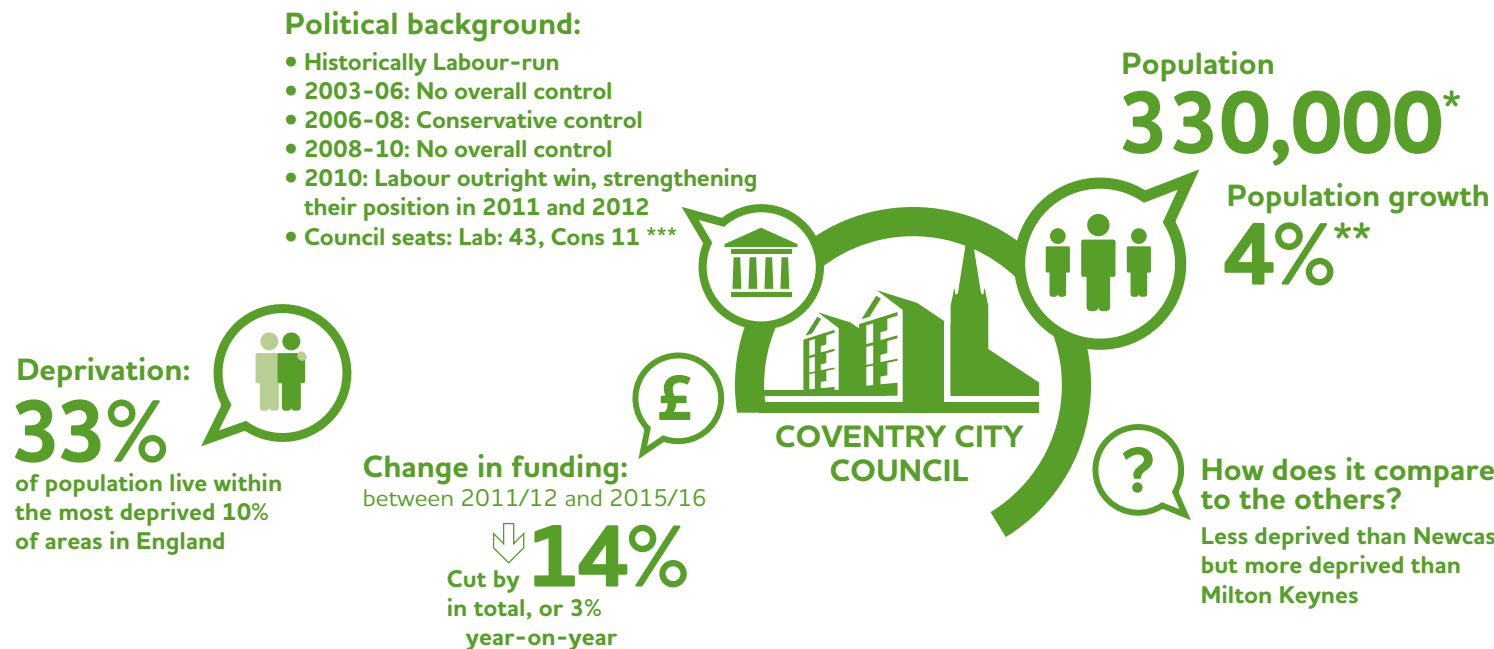 Political background:
• Historically Labour-run
• 2003-06: No overall control
• 2006-08: Conservative control
• 2008-10: No overall control
• 2010: Labour outright win, strengthening
their position in 2011 and 2012
• Council seats: Lab: 43, Cons 11 ***
Population
330,000*
Population growth
4%**
Deprivation:
33%
of population live within
the most deprived 10%
of areas in England
£
Change in funding:
between 2011/12 and 2015/16
Cut by 14%
in total, or 3%
year-on-year
COVENTRY CITY
COUNCIL
?
How does it compare
to the others?
Less deprived than
but more deprived than
Milton Keynes